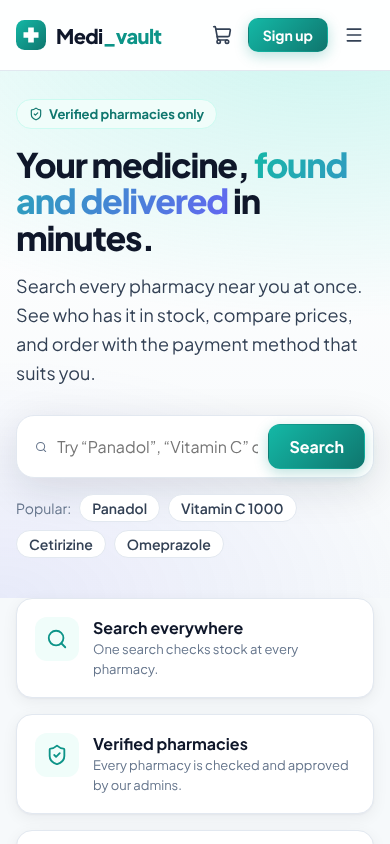 Medi_vault
Sign up
Verified pharmacies only
Your medicine, found
and delivered in
minutes.
Search every pharmacy near you at once.
See who has it in stock, compare prices,
and order with the payment method that
suits you.
Try “Panadol”, “Vitamin C”
Search
Popular:
Panadol
Vitamin C 1000
Cetirizine
Omeprazole
Search everywhere
One search checks stock at every
pharmacy.
Verified pharmacies
Every pharmacy is checked and approved
by our admins.